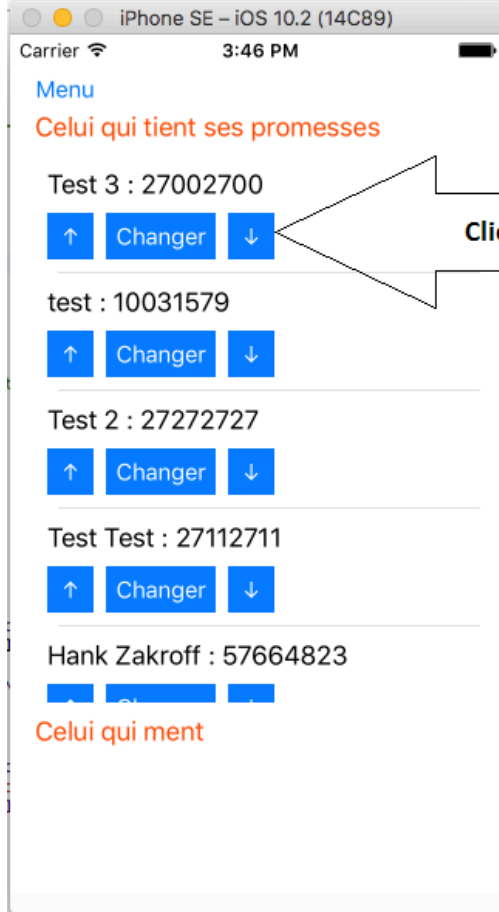 iPhone SE – iOS 10.2 (14C89)
Carrier 3:46 PM
Menu
Celui qui tient ses promesses
Test 3 : 27002700
↑ Changer ↓
test : 10031579
↑ Changer ↓
Test 2 : 27272727
↑ Changer ↓
Test Test : 27112711
↑ Changer ↓
Hank Zakroff : 57664823
Celui qui ment